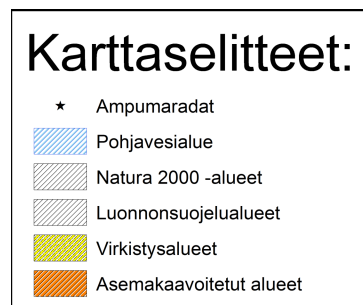 Karttaselitteet:
Ampumaradat
Pohjavesialue
Natura 2000 -alueet
Luonnonsuojelualueet
Virkistysalueet
Asemakaavoitetut alueet